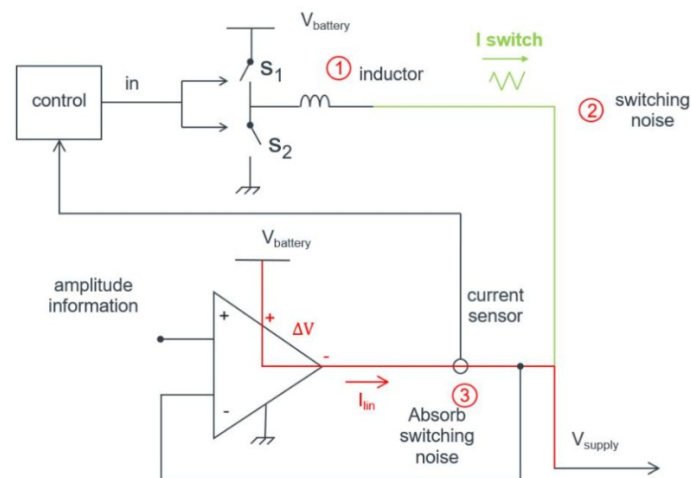 V battery
I switch
S1
① inductor
② switching
noise
control
in
S2
V battery
amplitude
information
+
+
ΔV
-
current
sensor
-
I lin
③
Absorb
switching
noise
V supply